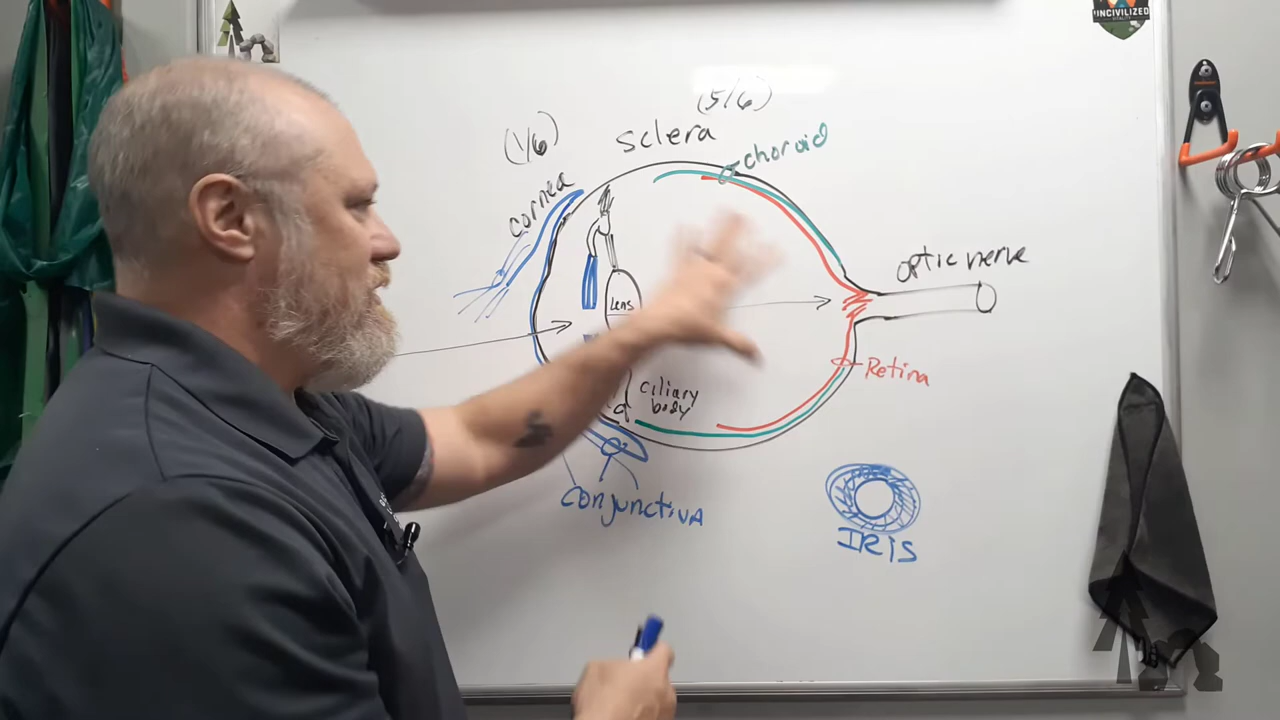 UNCIVILIZED
(5/6)
(1/6)
sclera
choroid
cornea
optic nerve
Lens
Retina
ciliary
body
conjunctiva
IRIS